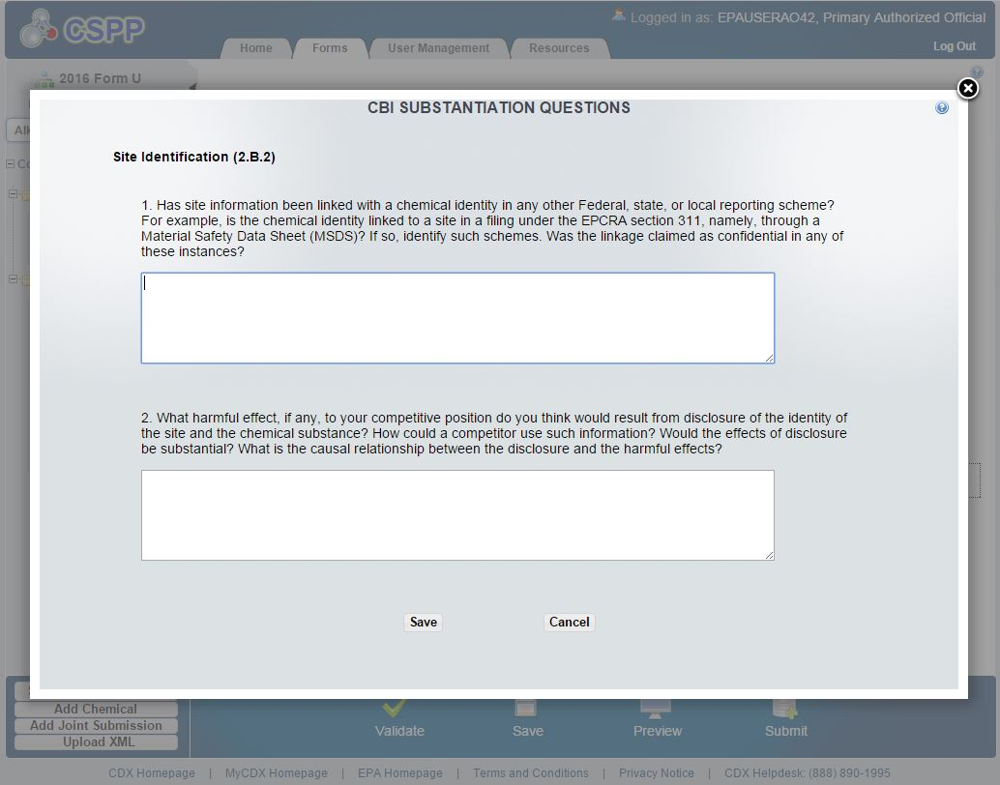 CSPP
Logged in as: EPAUSERAO42, Primary Authorized Official
Home
Forms
User Management
Resources
Log Out
2016 Form U
CBI SUBSTANTIATION QUESTIONS
Site Identification (2.B.2)
1. Has site information been linked with a chemical identity in any other Federal, state, or local reporting scheme?
For example, is the chemical identity linked to a site in a filing under the EPCRA section 311, namely, through a
Material Safety Data Sheet (MSDS)? If so, identify such schemes. Was the linkage claimed as confidential in any of
these instances?
2. What harmful effect, if any, to your competitive position do you think would result from disclosure of the identity of
the site and the chemical substance? How could a competitor use such information? Would the effects of disclosure
be substantial? What is the causal relationship between the disclosure and the harmful effects?
Save
Cancel
Add Chemical
Add Joint Submission
Upload XML
Validate
Save
Preview
Submit
CDX Homepage | MyCDX Homepage | EPA Homepage | Terms and Conditions | Privacy Notice | CDX Helpdesk: (888) 890-1995